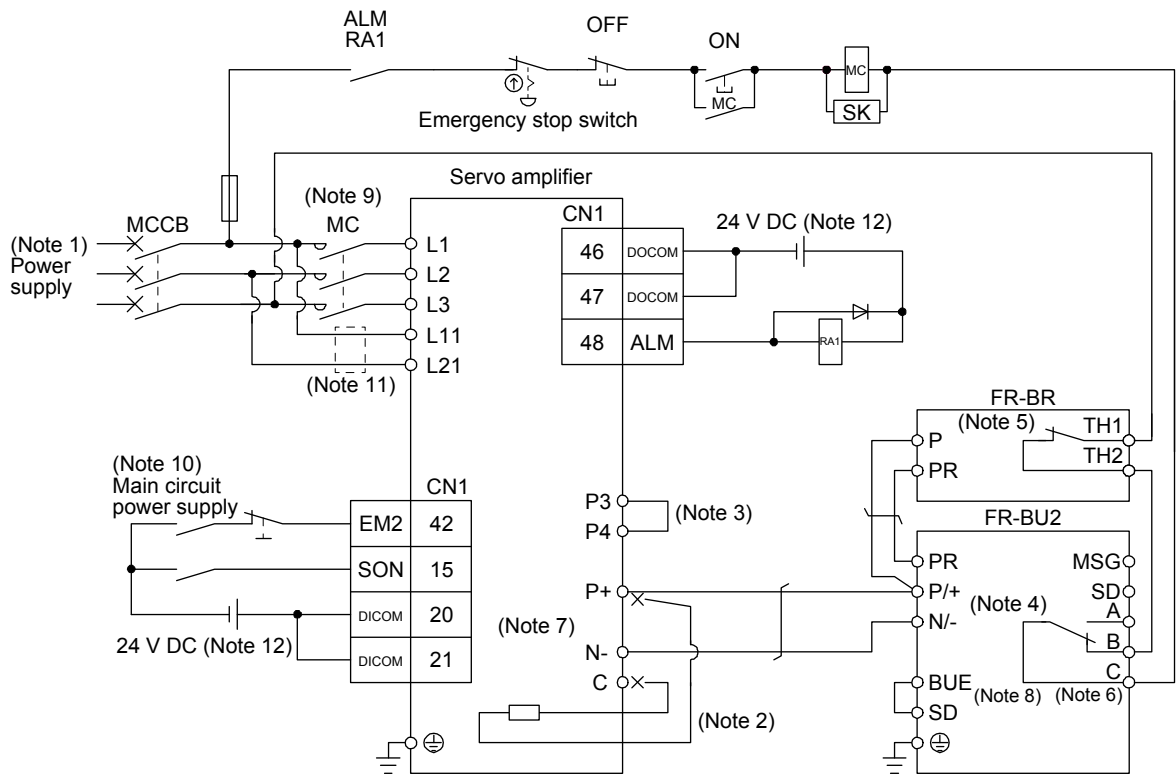 ALM
RA1
OFF
ON
MC
MC
SK
Emergency stop switch
Servo amplifier
(Note 9)
MCCB
MC
(Note 1)
Power
supply
L1
L2
L3
L11
L21
(Note 11)
CN1
46 DOCOM
47 DOCOM
48 ALM
24 V DC (Note 12)
RA1
FR-BR
(Note 5)
P
PR
TH1
TH2
(Note 10)
Main circuit
power supply
CN1
EM2 42
SON 15
DICOM 20
DICOM 21
24 V DC (Note 12)
P3
P4
(Note 3)
P+
(Note 7)
N-
C
(Note 2)
FR-BU2
PR
P/+
N/-
BUE
SD
MSG
SD
(Note 4)
A
B
C
(Note 8)
(Note 6)